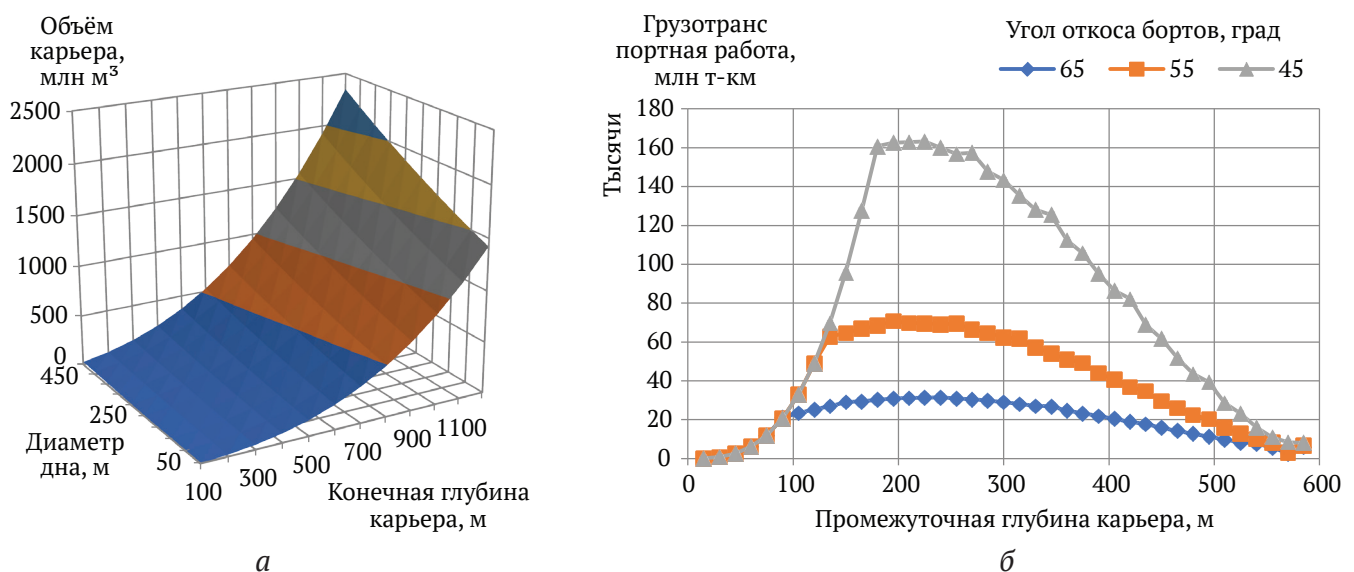 Объём
карьера,
млн м³
2500
2000
1500
1000
500
0
450
250
50
Диаметр
дна, м
100
300
500
700
900
1100
Конечная глубина
карьера, м
а
Грузотранс
портная работа,
млн т-км
Угол откоса бортов, град
65 55 45
Тысячи
180
160
140
120
100
80
60
40
20
0
0 100 200 300 400 500 600
Промежуточная глубина карьера, м
б